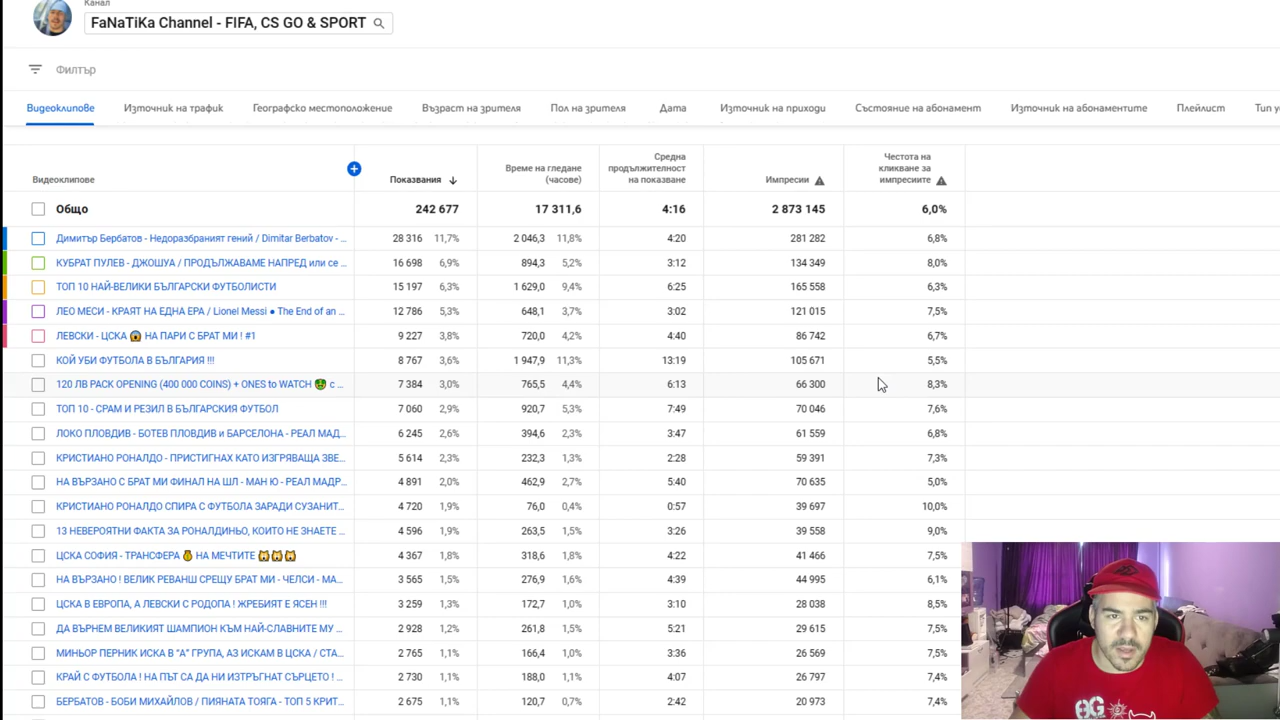 Канал
FaNaTiKa Channel - FIFA, CS GO & SPORT
Филтър
Видеоклипове Източник на трафик Географско местоположение Възраст на зрителя Пол на зрителя Дата Източник на приходи Състояние на абонамент Източник на абонаментите Плейлист Тип у
Видеоклипове Показвания Време на гледане (часове) Средна продължителност на показване Импресии Честота на кликване за импресиите
Общо 242 677 17 311,6 4:16 2 873 145 6,0%
Димитър Бербатов - Недоразбраният гений / Dimitar Berbatov - ... 28 316 11,7% 2 046,3 11,8% 4:20 281 282 6,8%
КУБРАТ ПУЛЕВ - ДЖОШУА / ПРОДЪЛЖАВАМЕ НАПРЕД или се ... 16 698 6,9% 894,3 5,2% 3:12 134 349 8,0%
ТОП 10 НАЙ-ВЕЛИКИ БЪЛГАРСКИ ФУТБОЛИСТИ 15 197 6,3% 1 629,0 9,4% 6:25 165 558 6,3%
ЛЕО МЕСИ - КРАЯТ НА ЕДНА ЕРА / Lionel Messi ● The End of an ... 12 786 5,3% 648,1 3,7% 3:02 121 015 7,5%
ЛЕВСКИ - ЦСКА 😱 НА ПАРИ С БРАТ МИ ! #1 9 227 3,8% 720,0 4,2% 4:40 86 742 6,7%
КОЙ УБИ ФУТБОЛА В БЪЛГАРИЯ !!! 8 767 3,6% 1 947,9 11,3% 13:19 105 671 5,5%
120 ЛВ PACK OPENING (400 000 COINS) + ONES to WATCH 🤑 с ... 7 384 3,0% 765,5 4,4% 6:13 66 300 8,3%
ТОП 10 - СРАМ И РЕЗИЛ В БЪЛГАРСКИЯ ФУТБОЛ 7 060 2,9% 920,7 5,3% 7:49 70 046 7,6%
ЛОКО ПЛОВДИВ - БОТЕВ ПЛОВДИВ и БАРСЕЛОНА - РЕАЛ МАД... 6 245 2,6% 394,6 2,3% 3:47 61 559 6,8%
КРИСТИАНО РОНАЛДО - ПРИСТИГНАХ КАТО ИЗГРЯВАЩА ЗВЕ... 5 614 2,3% 232,3 1,3% 2:28 59 391 7,3%
НА ВЪРЗАНО С БРАТ МИ ФИНАЛ НА ШЛ - МАН Ю - РЕАЛ МАДР... 4 891 2,0% 462,9 2,7% 5:40 70 635 5,0%
КРИСТИАНО РОНАЛДО СПИРА С ФУТБОЛА ЗАРАДИ СУЗАНИТ... 4 720 1,9% 76,0 0,4% 0:57 39 697 10,0%
13 НЕВЕРОЯТНИ ФАКТА ЗА РОНАЛДИНЬО, КОИТО НЕ ЗНАЕТЕ ... 4 596 1,9% 263,5 1,5% 3:26 39 558 9,0%
ЦСКА СОФИЯ - ТРАНСФЕРА 💰 НА МЕЧТИТЕ 🐹🐹🐹 4 367 1,8% 318,6 1,8% 4:22 41 466 7,5%
НА ВЪРЗАНО ! ВЕЛИК РЕВАНШ СРЕЩУ БРАТ МИ - ЧЕЛСИ - МА... 3 565 1,5% 276,9 1,6% 4:39 44 995 6,1%
ЦСКА В ЕВРОПА, А ЛЕВСКИ С РОДОПА ! ЖРЕБИЯТ Е ЯСЕН !!! 3 259 1,3% 172,7 1,0% 3:10 28 038 8,5%
ДА ВЪРНЕМ ВЕЛИКИЯТ ШАМПИОН КЪМ НАЙ-СЛАВНИТЕ МУ ... 2 928 1,2% 261,8 1,5% 5:21 29 615 7,5%
МИНЬОР ПЕРНИК ИСКА В "А" ГРУПА, АЗ ИСКАМ В ЦСКА / СТА... 2 765 1,1% 166,4 1,0% 3:36 26 569 7,5%
КРАЙ С ФУТБОЛА ! НА ПЪТ СА ДА НИ ИЗТРЪГНАТ СЪРЦЕТО ! ... 2 730 1,1% 188,0 1,1% 4:07 26 797 7,4%
БЕРБАТОВ - БОБИ МИХАЙЛОВ / ПИЯНАТА ТОЯГА - ТОП 5 КРИТ... 2 675 1,1% 120,7 0,7% 2:42 20 973 7,4%